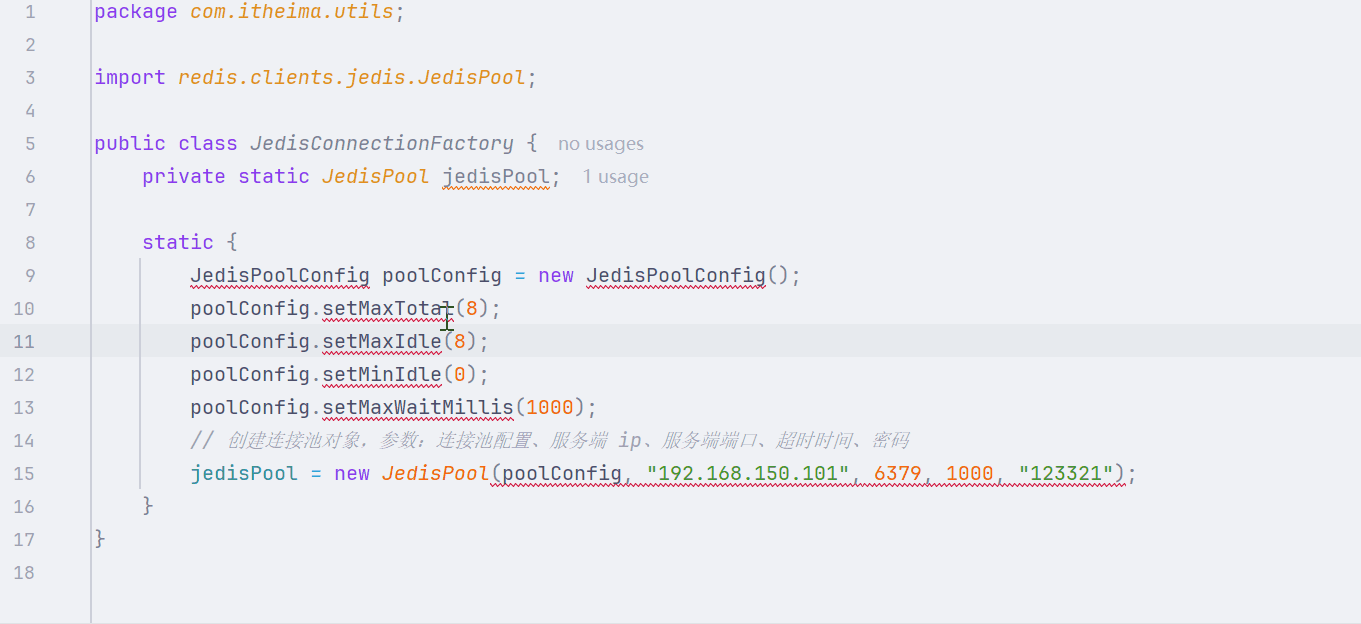 1 package com.itheima.utils;
2
3 import redis.clients.jedis.JedisPool;
4
5 public class JedisConnectionFactory { no usages
6 private static JedisPool jedisPool; 1 usage
7
8 static {
9 JedisPoolConfig poolConfig = new JedisPoolConfig();
10 poolConfig.setMaxTotal(8);
11 poolConfig.setMaxIdle(8);
12 poolConfig.setMinIdle(0);
13 poolConfig.setMaxWaitMillis(1000);
14 // 创建连接池对象，参数：连接池配置、服务端 ip、服务端端口、超时时间、密码
15 jedisPool = new JedisPool(poolConfig, "192.168.150.101", 6379, 1000, "123321");
16 }
17 }
18